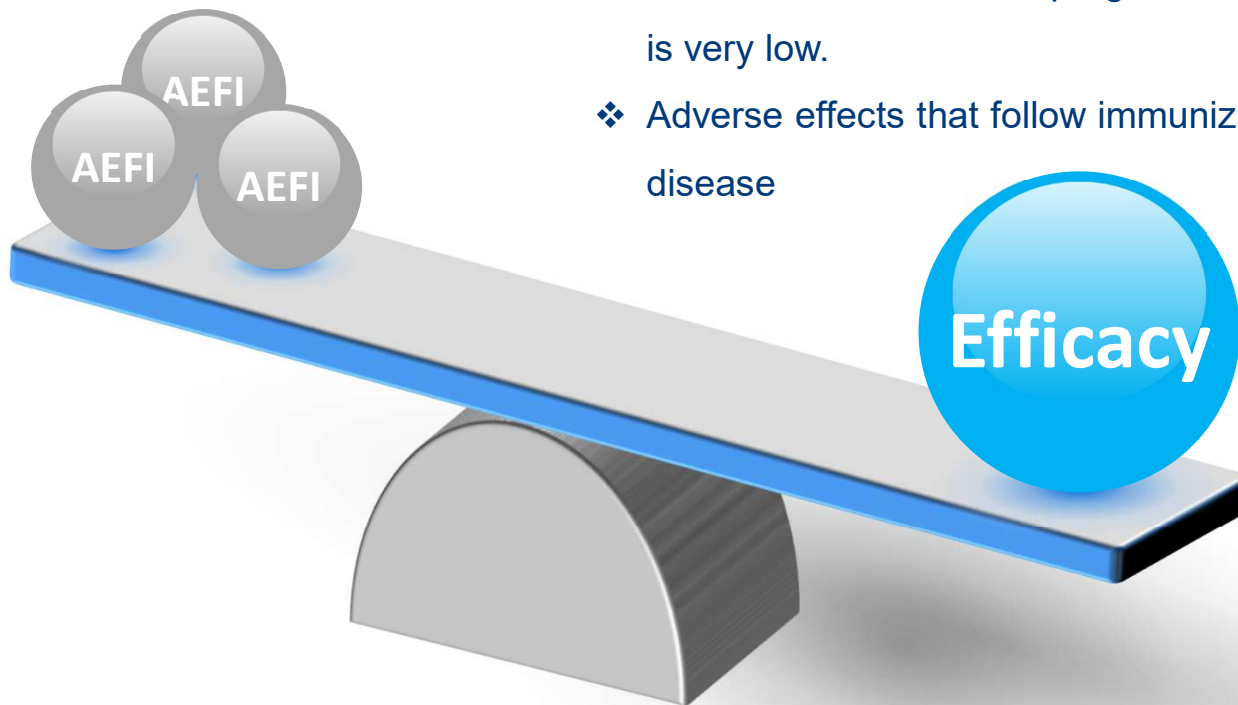 is very low.
❖ Adverse effects that follow immuniz
disease
AEFI
AEFI
AEFI
Efficacy